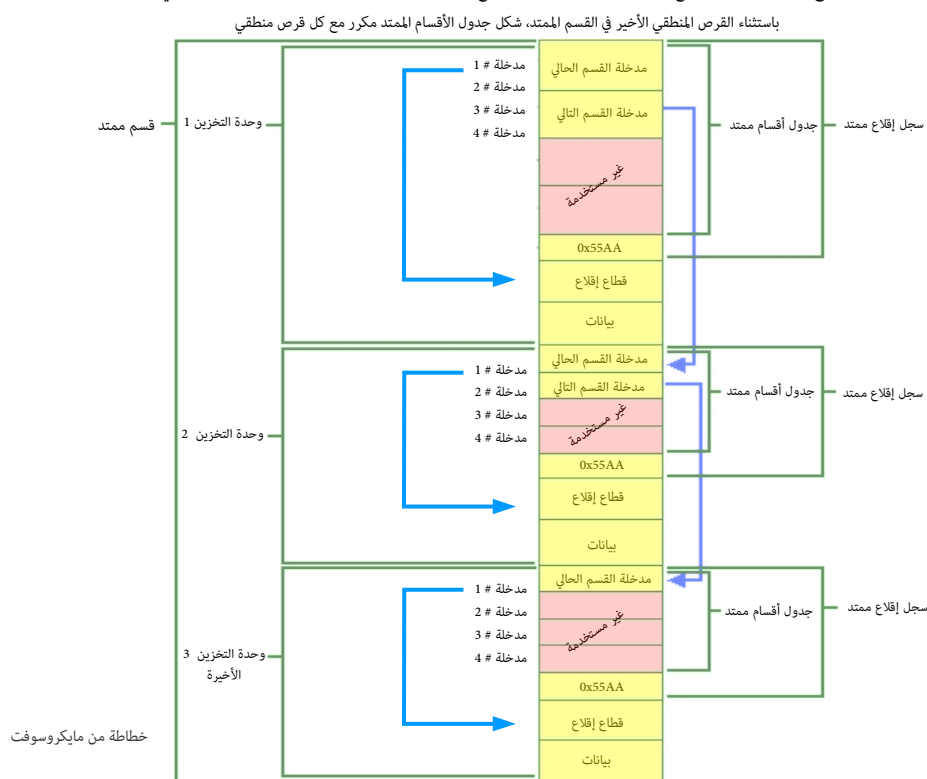 باستثناء القرص المنطقي الأخير في القسم الممتد، شكل جدول الأقسام الممتد مكرر مع كل قرص منطقي
قسم ممتد
وحدة التخزين 1
مدخلة # 1
مدخلة # 2
مدخلة # 3
مدخلة # 4
مدخلة القسم الحالي
مدخلة القسم التالي
غير مستخدمة
0x55AA
قطاع إقلاع
بيانات
جدول أقسام ممتد
سجل إقلاع ممتد
وحدة التخزين 2
مدخلة # 1
مدخلة # 2
مدخلة # 3
مدخلة # 4
مدخلة القسم الحالي
مدخلة القسم التالي
غير مستخدمة
0x55AA
قطاع إقلاع
بيانات
جدول أقسام ممتد
سجل إقلاع ممتد
وحدة التخزين 3
الأخيرة
مدخلة # 1
مدخلة # 2
مدخلة # 3
مدخلة # 4
مدخلة القسم الحالي
غير مستخدمة
0x55AA
قطاع إقلاع
بيانات
جدول أقسام ممتد
سجل إقلاع ممتد
خطاطة من مايكروسوفت